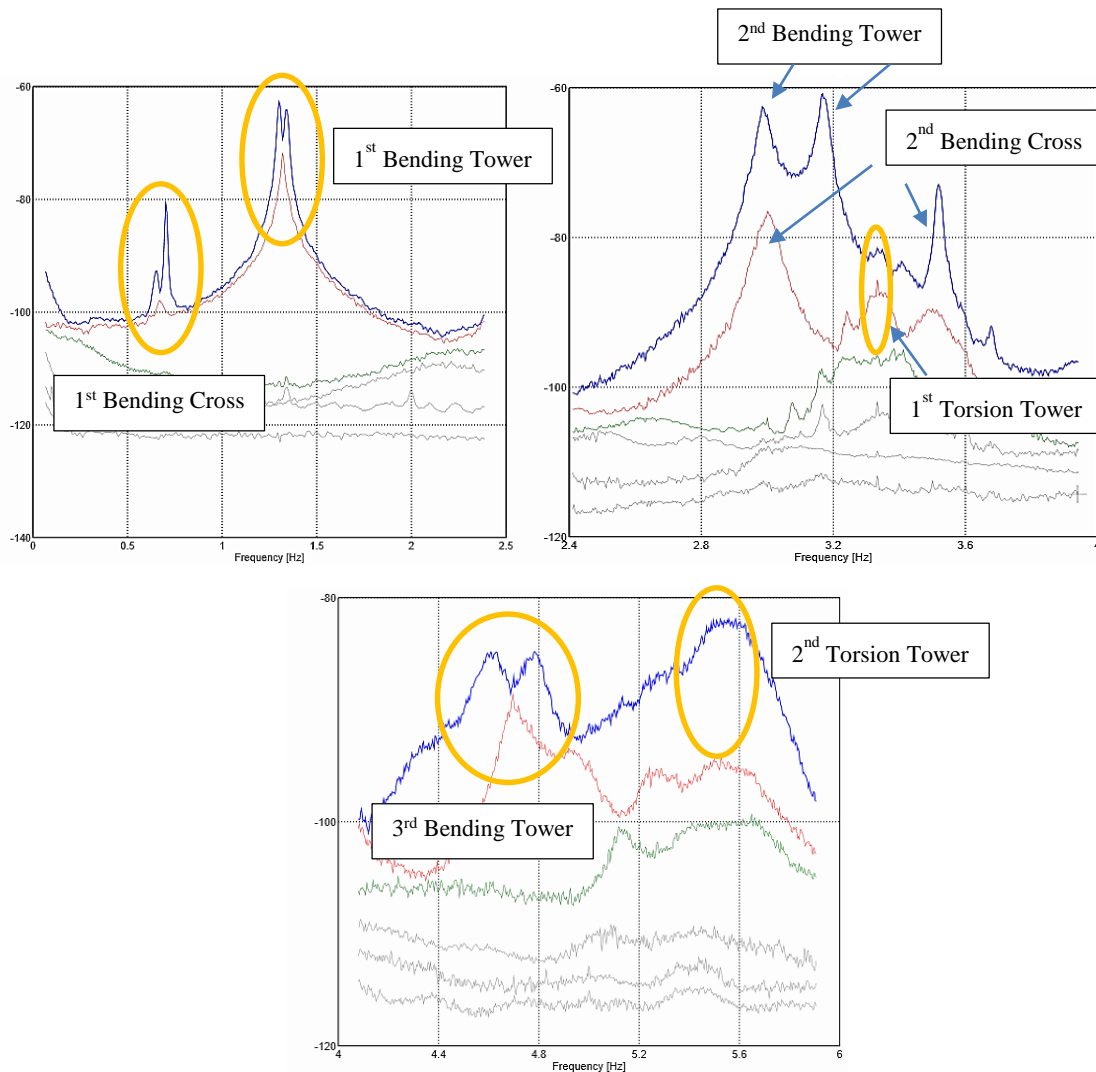 2nd Bending Tower
-60
1st Bending Tower
-80
-100
1st Bending Cross
-120
-140
0
0.5
1
1.5
2
2.5
Frequency [Hz]
-60
2nd Bending Cross
-80
-100
1st Torsion Tower
-120
2.4
2.8
3.2
3.6
4
Frequency [Hz]
-80
2nd Torsion Tower
3rd Bending Tower
-100
-120
4
4.4
4.8
5.2
5.6
6
Frequency [Hz]